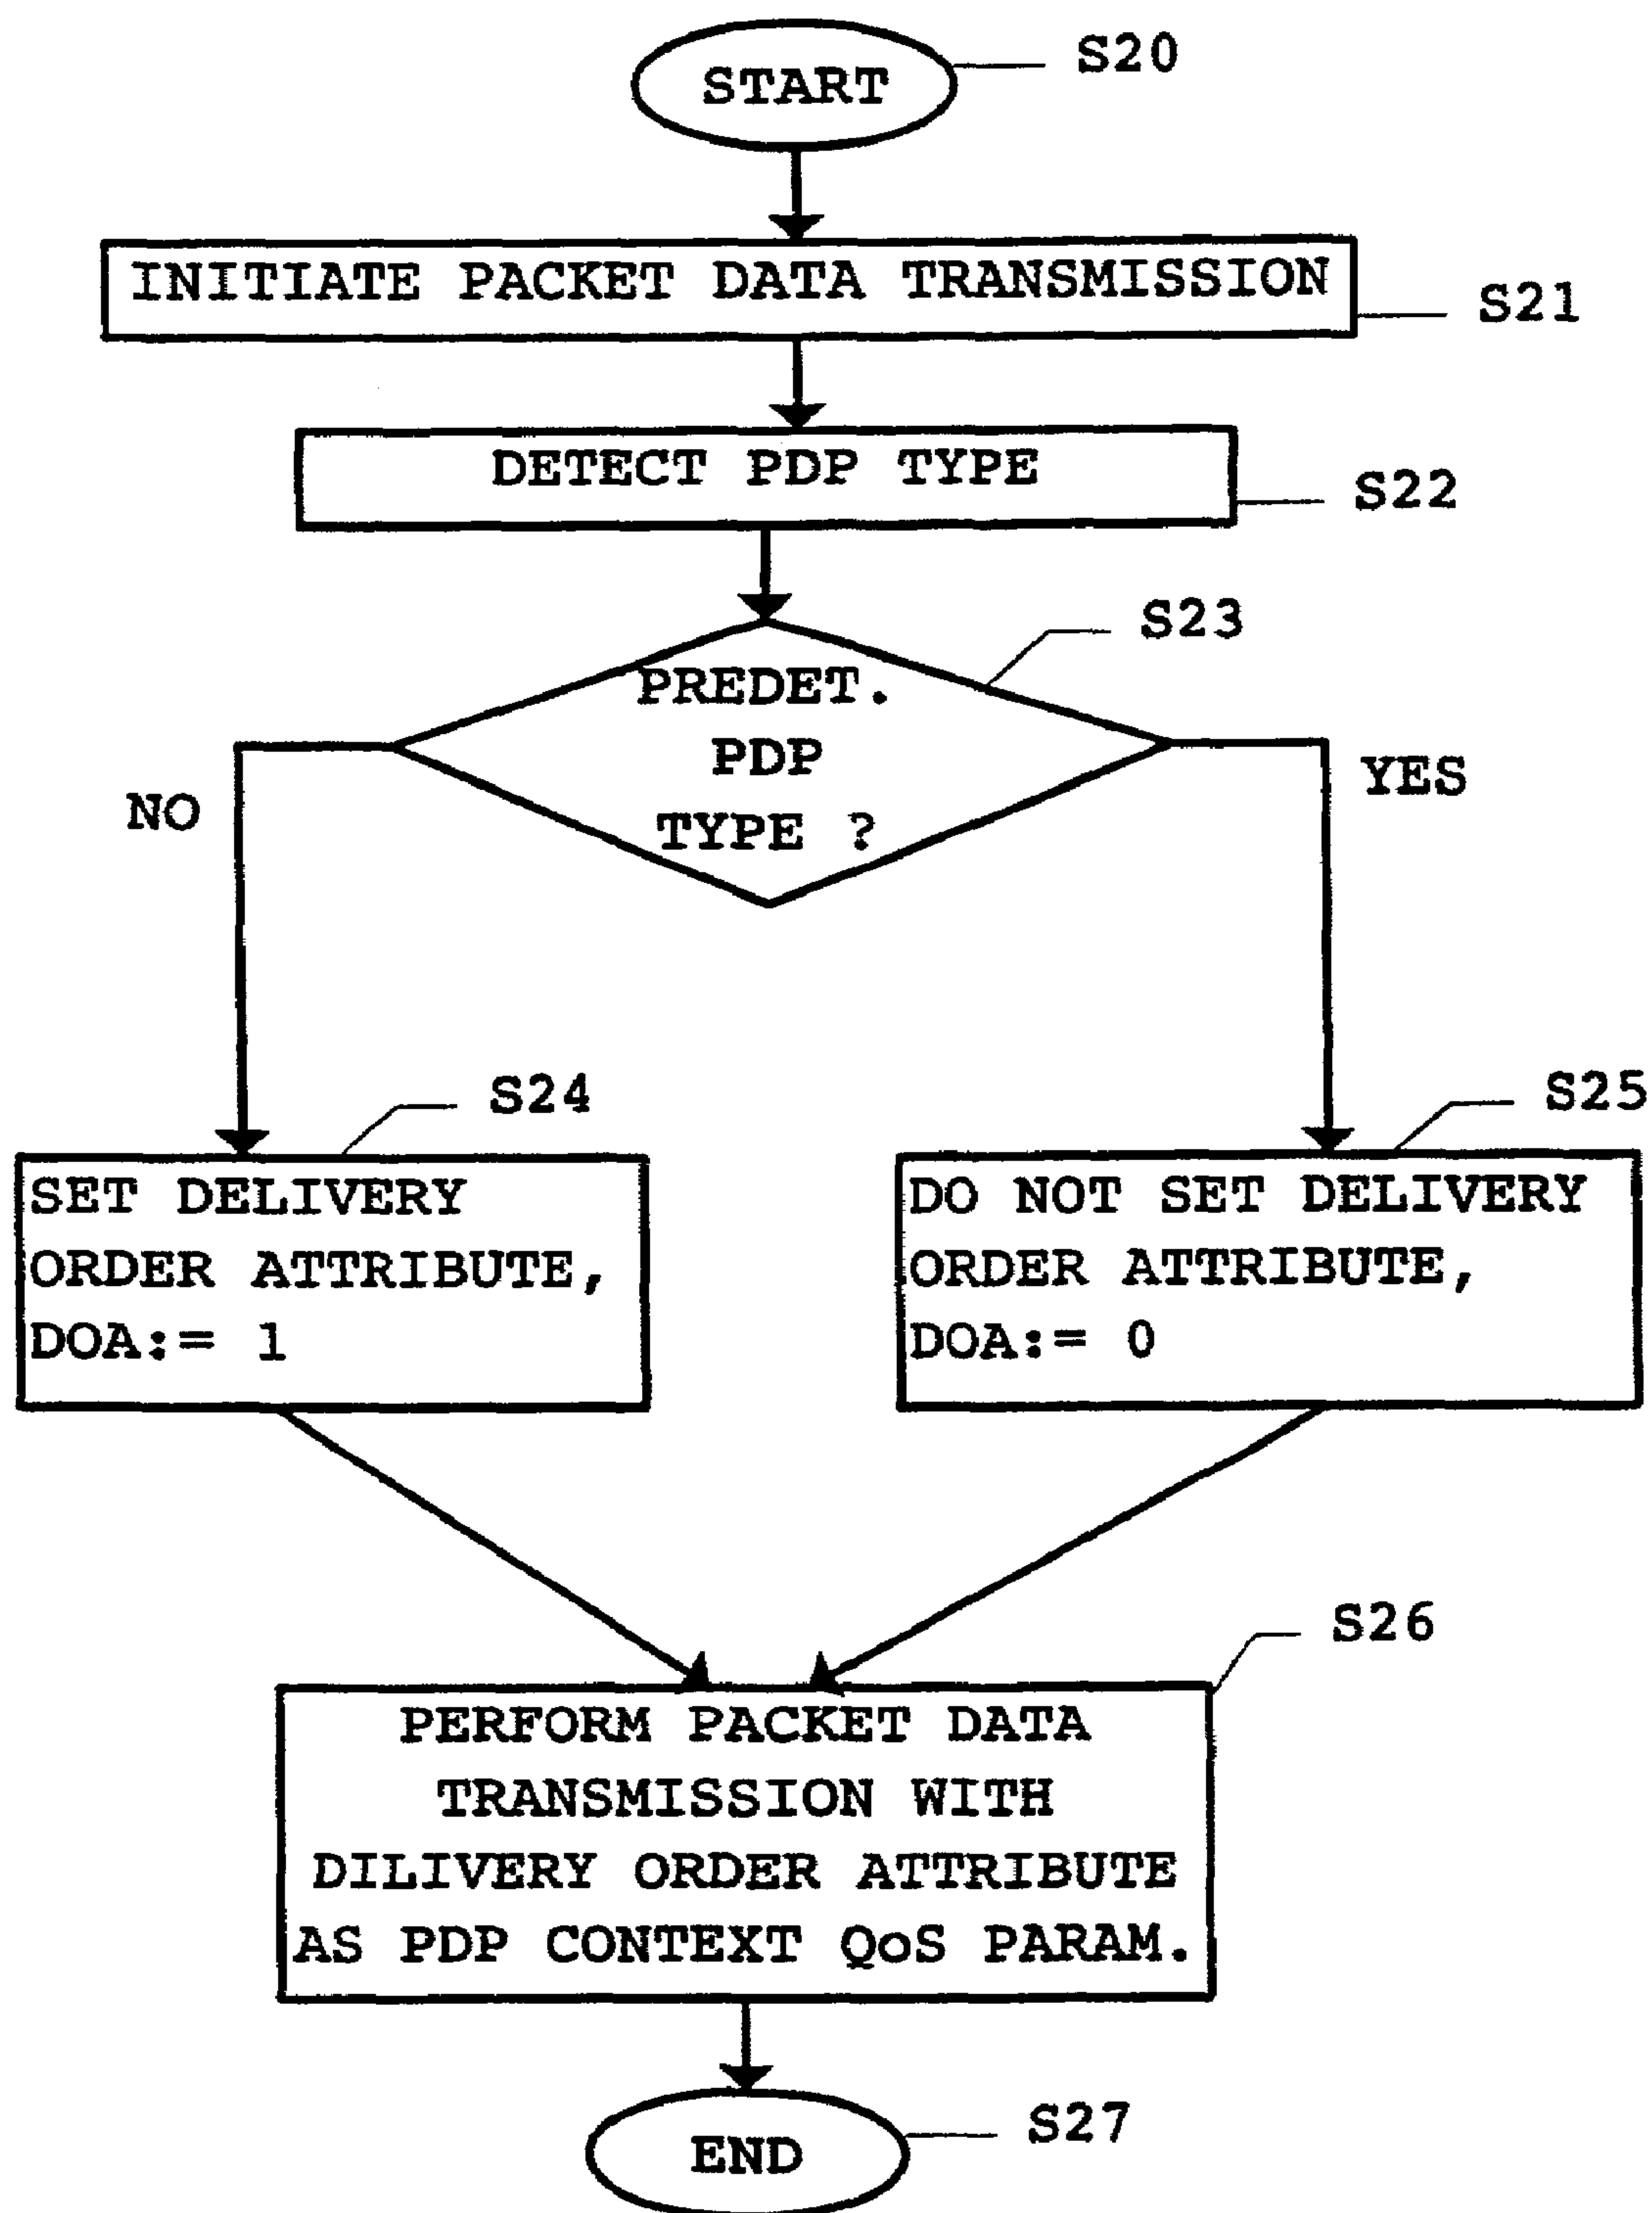 START
S20
INITIATE PACKET DATA TRANSMISSION
S21
DETECT PDP TYPE
S22
S23
PREDET.
PDP
TYPE ?
NO
YES
S24
SET DELIVERY
ORDER ATTRIBUTE,
DOA:= 1
S25
DO NOT SET DELIVERY
ORDER ATTRIBUTE,
DOA:= 0
S26
PERFORM PACKET DATA
TRANSMISSION WITH
DILIVERY ORDER ATTRIBUTE
AS PDP CONTEXT QoS PARAM.
END
S27